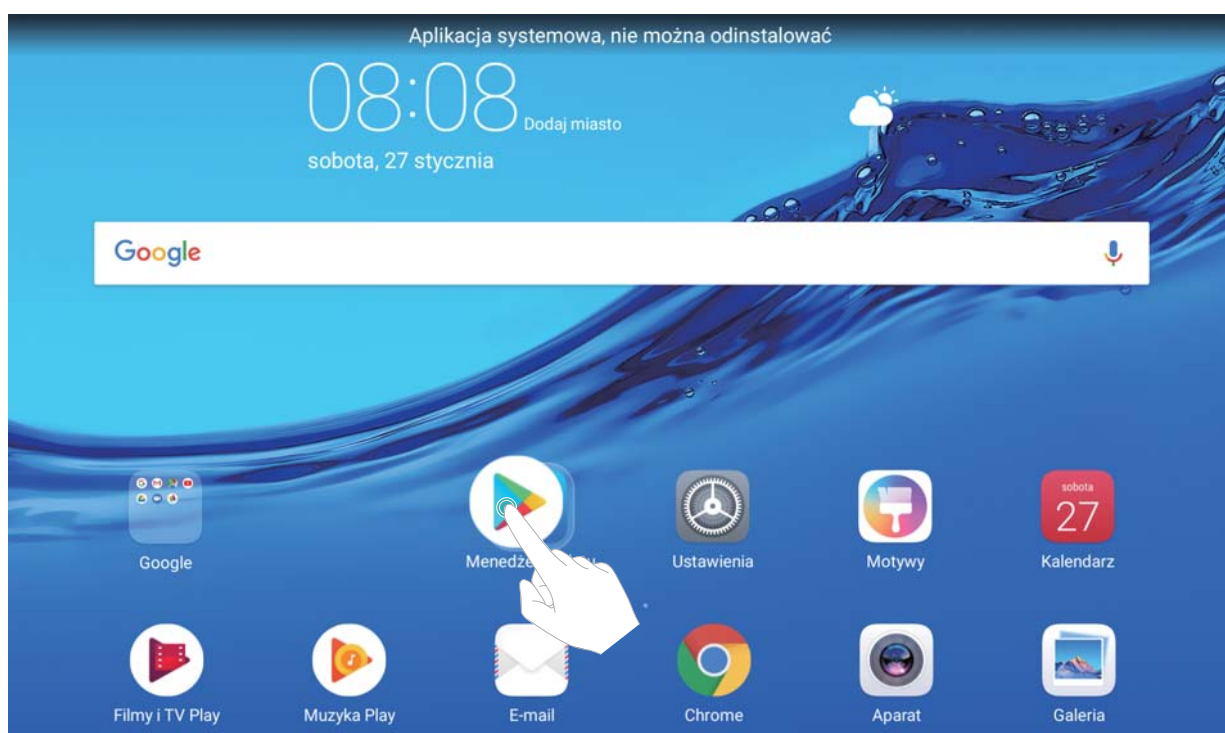 Aplikacja systemowa, nie można odinstalować
08:08
Dodaj miasto
sobota, 27 stycznia
Google
sobota
27
Google
Ustawienia
Motywy
Kalendarz
Filmy i TV Play
Muzyka Play
E-mail
Chrome
Aparat
Galeria